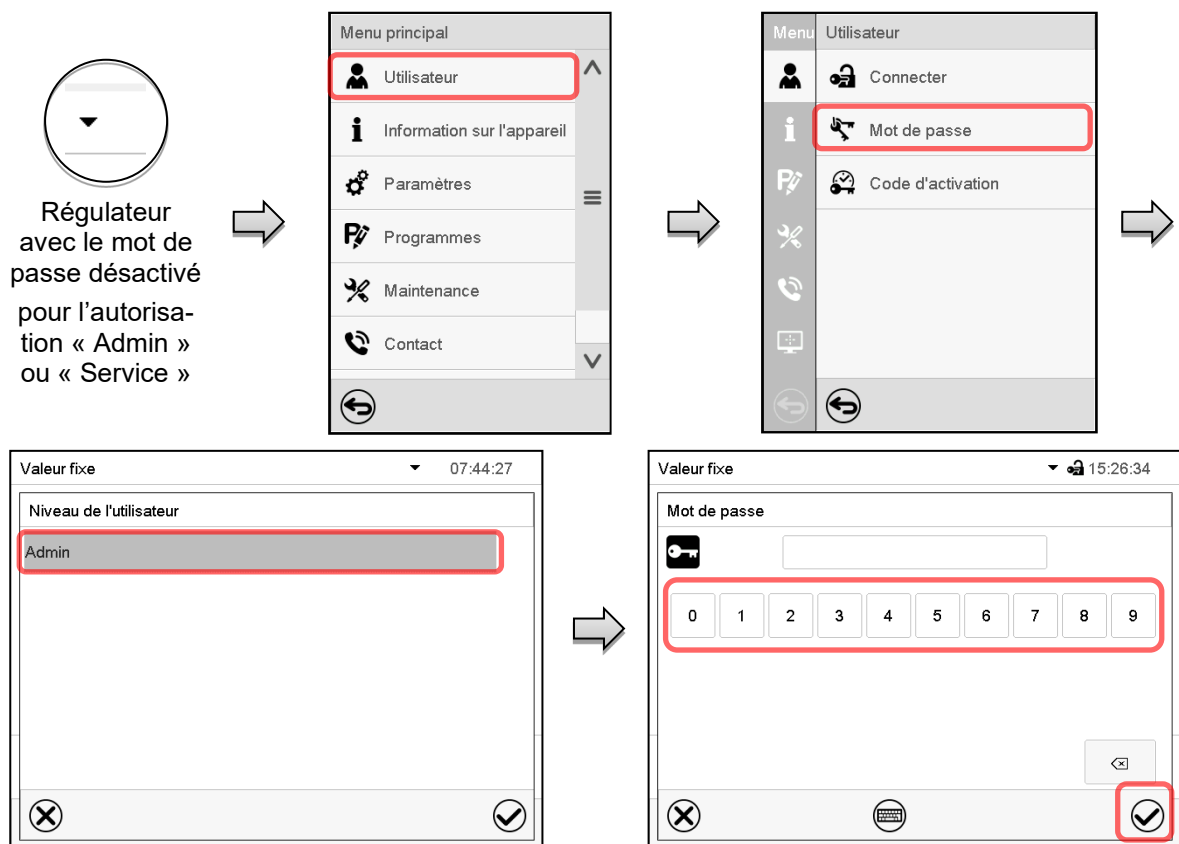 Régulateur
avec le mot de
passe désactivé
pour l'autorisa-
tion « Admin »
ou « Service »
Menu principal
Utilisateur
Information sur l'appareil
Paramètres
Programmes
Maintenance
Contact
Menu
Utilisateur
Connecter
Mot de passe
Code d'activation
Valeur fixe 07:44:27
Niveau de l'utilisateur
Admin
Valeur fixe 15:26:34
Mot de passe
0 1 2 3 4 5 6 7 8 9